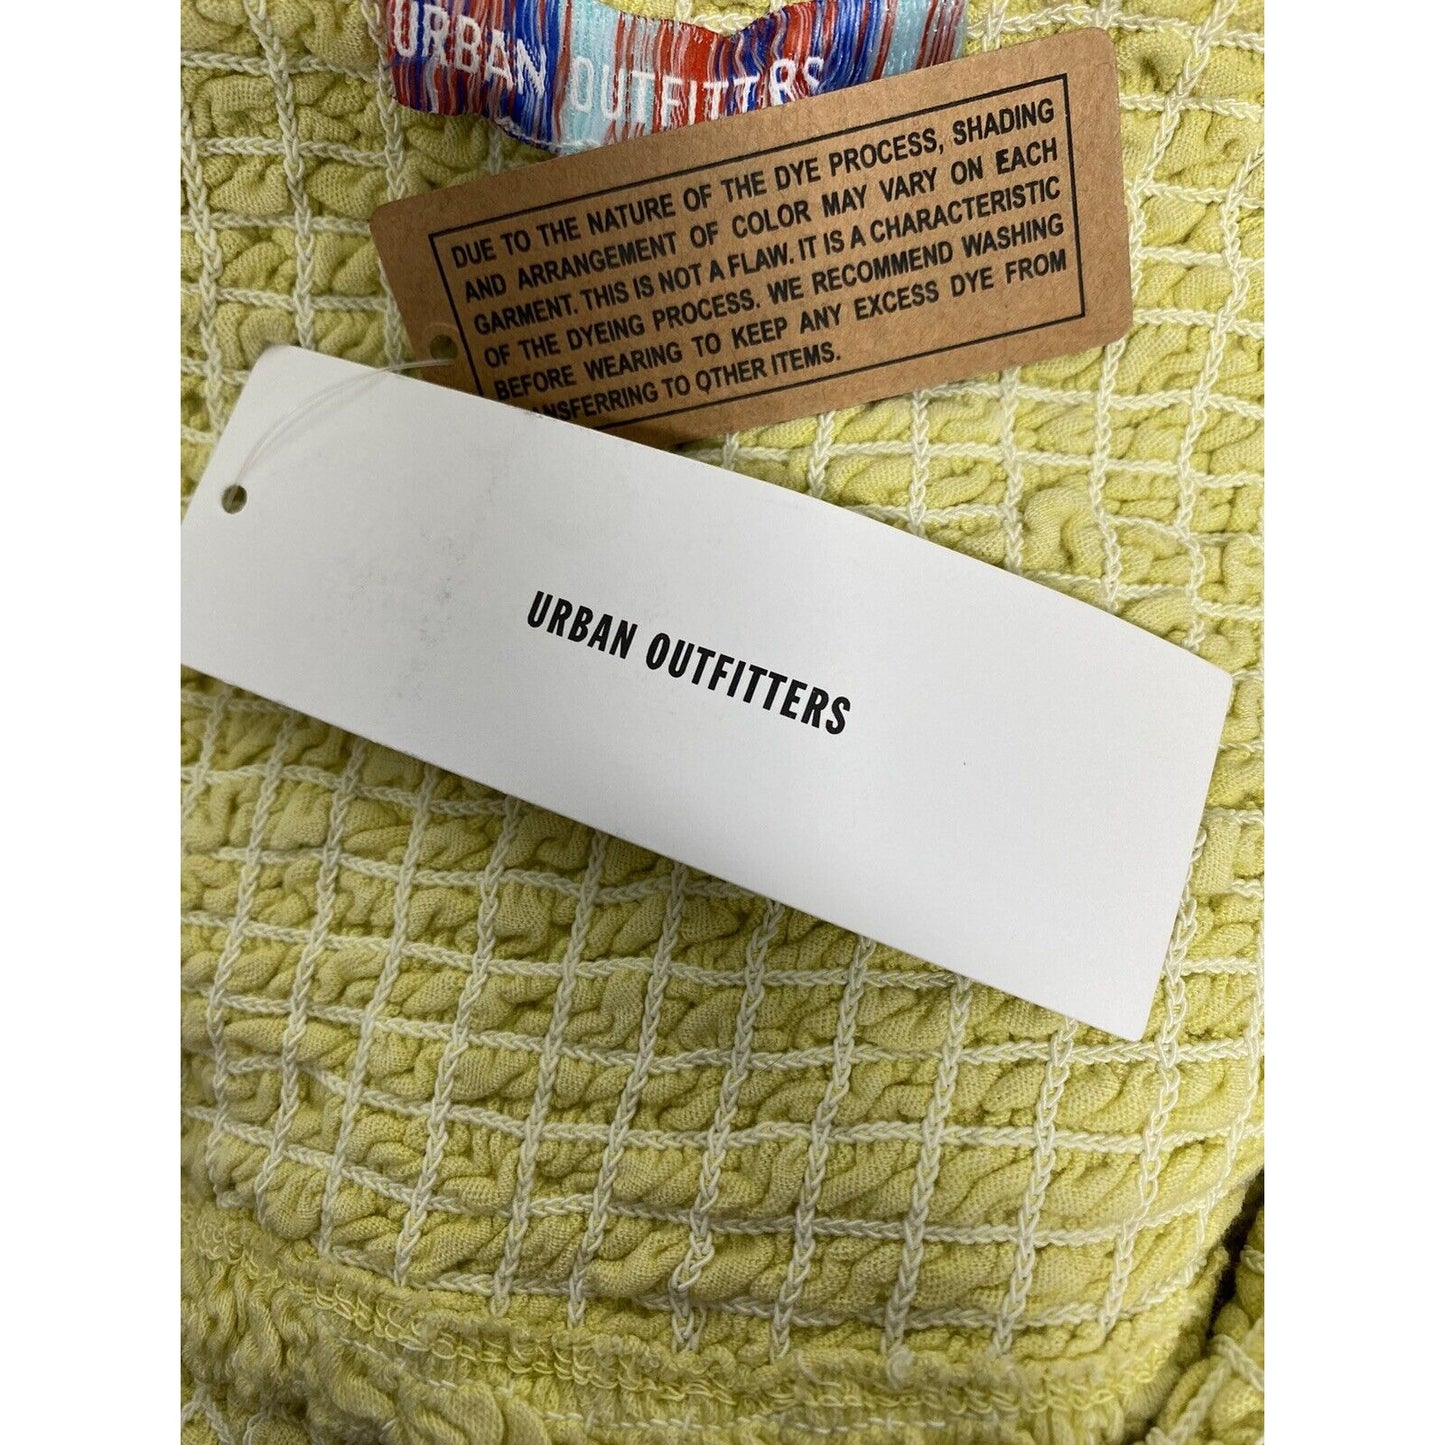 URBAN OUTFITTERS
DUE TO THE NATURE OF THE DYE PROCESS, SHADING
AND ARRANGEMENT OF COLOR MAY VARY ON EACH
GARMENT. THIS IS NOT A FLAW. IT IS A CHARACTERISTIC
OF THE DYEING PROCESS. WE RECOMMEND WASHING
BEFORE WEARING TO KEEP ANY EXCESS DYE FROM
ANSFERRING TO OTHER ITEMS.
URBAN OUTFITTERS